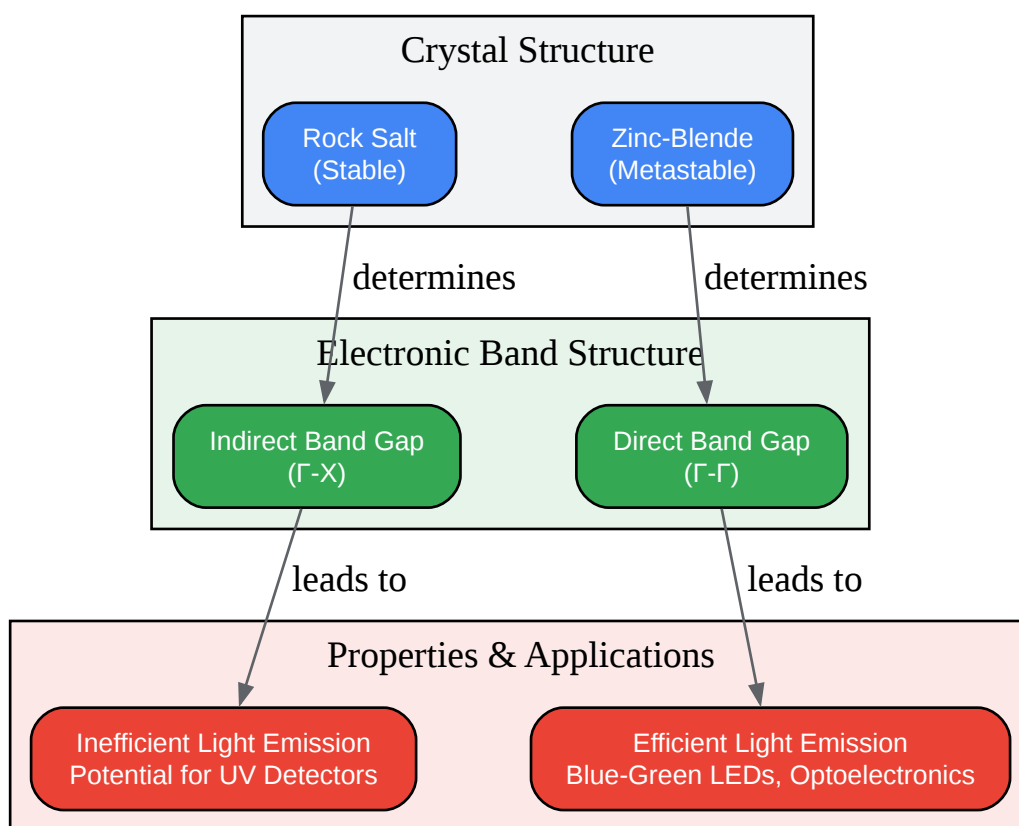 Crystal Structure
Rock Salt
(Stable)
Zinc-Blende
(Metastable)
determines
determines
Electronic Band Structure
Indirect Band Gap
(Γ-X)
Direct Band Gap
(Γ-Γ)
leads to
leads to
Properties & Applications
Inefficient Light Emission
Potential for UV Detectors
Efficient Light Emission
Blue-Green LEDs, Optoelectronics